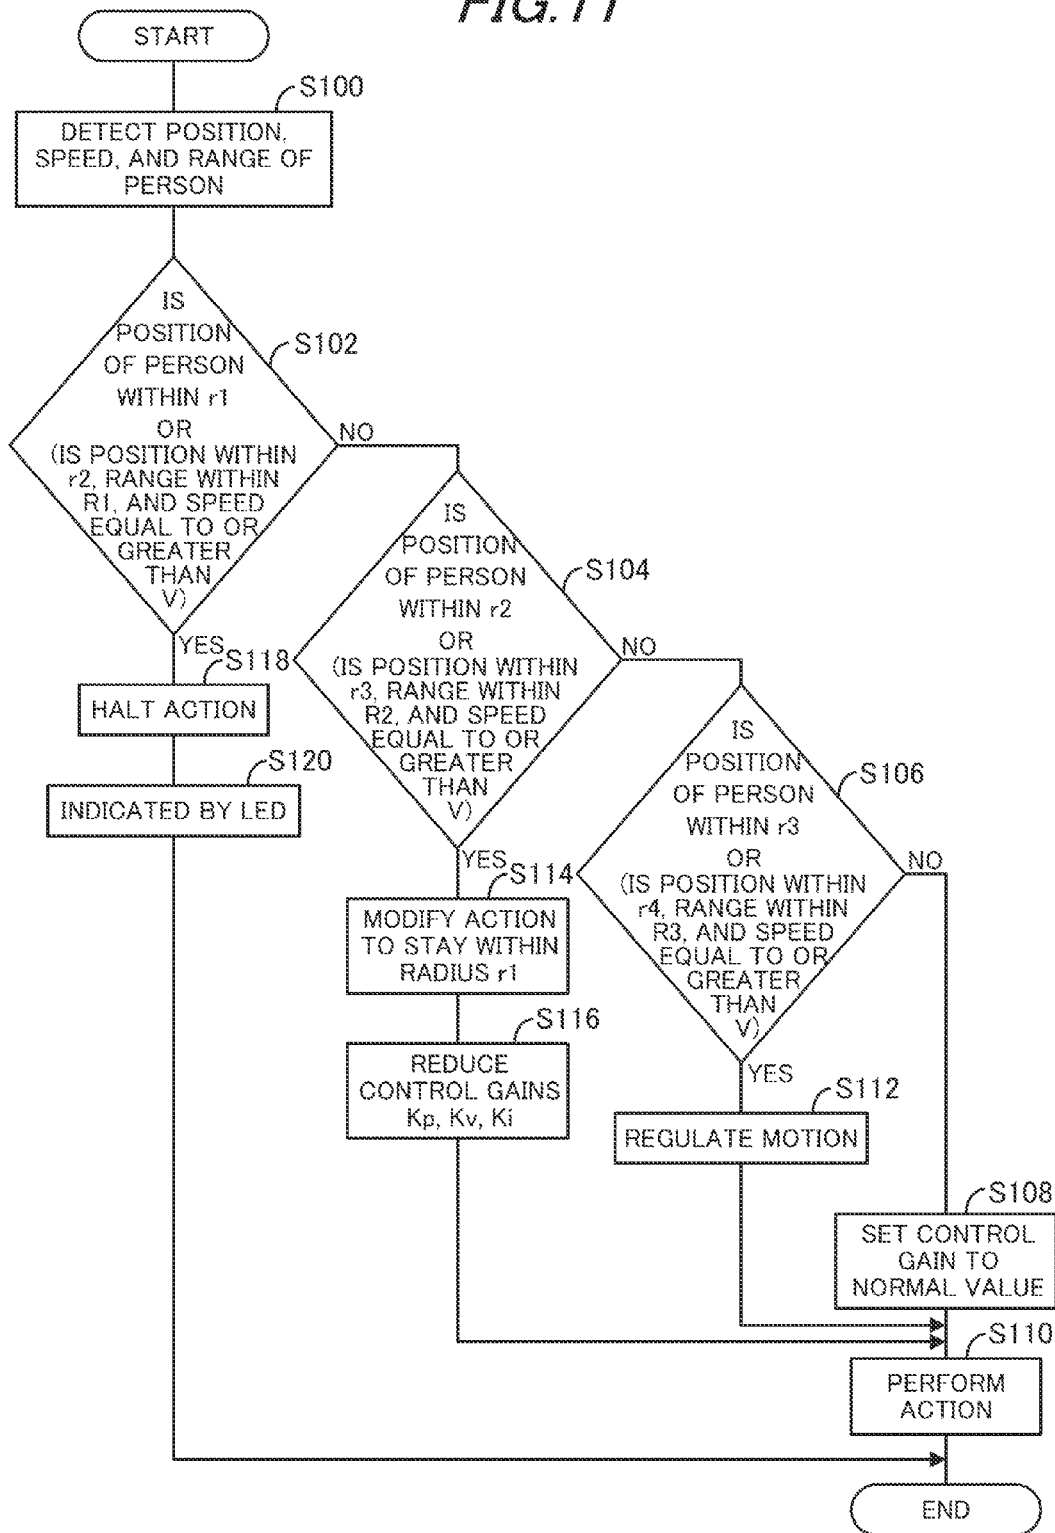 FIG.11
START
S100
DETECT POSITION,
SPEED, AND RANGE OF
PERSON
IS
POSITION
OF PERSON
WITHIN r1
OR
(IS POSITION WITHIN
r2, RANGE WITHIN
R1, AND SPEED
EQUAL TO OR
GREATER
THAN
V)
S102
NO
YES
S118
HALT ACTION
S120
INDICATED BY LED
IS
POSITION
OF PERSON
WITHIN r2
OR
(IS POSITION WITHIN
r3, RANGE WITHIN
R2, AND SPEED
EQUAL TO OR
GREATER
THAN
V)
S104
NO
YES
S114
MODIFY ACTION
TO STAY WITHIN
RADIUS r1
S116
REDUCE
CONTROL GAINS
Kp, Kv, Ki
IS
POSITION
OF PERSON
WITHIN r3
OR
(IS POSITION WITHIN
r4, RANGE WITHIN
R3, AND SPEED
EQUAL TO OR
GREATER
THAN
V)
S106
NO
YES
S112
REGULATE MOTION
S108
SET CONTROL
GAIN TO
NORMAL VALUE
S110
PERFORM
ACTION
END